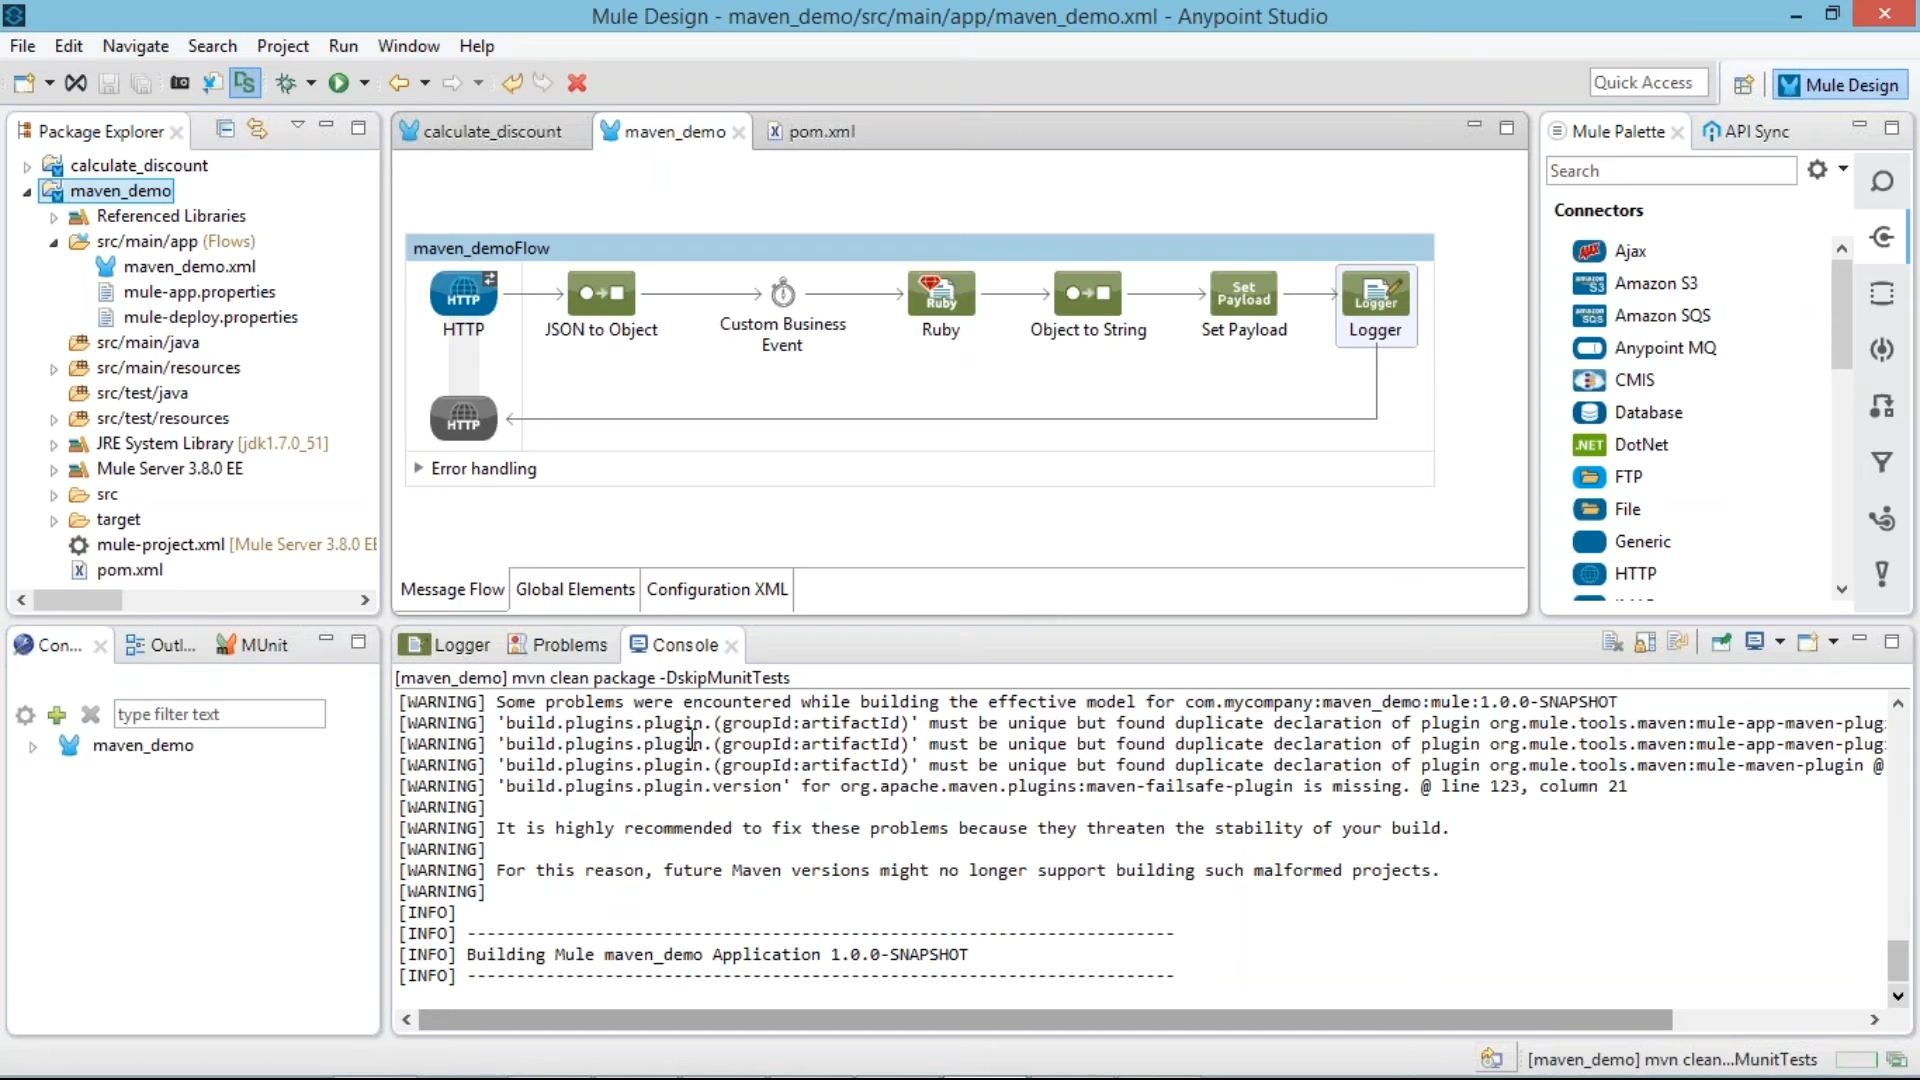 Mule Design - maven_demo/src/main/app/maven_demo.xml - Anypoint Studio
File Edit Navigate Search Project Run Window Help
Quick Access
Mule Design
Package Explorer
calculate_discount
maven_demo
Referenced Libraries
src/main/app (Flows)
maven_demo.xml
mule-app.properties
mule-deploy.properties
src/main/java
src/main/resources
src/test/java
src/test/resources
JRE System Library [jdk1.7.0_51]
Mule Server 3.8.0 EE
src
target
mule-project.xml [Mule Server 3.8.0 EE
pom.xml
calculate_discount
maven_demo
pom.xml
maven_demoFlow
HTTP
HTTP
JSON to Object
Custom Business
Event
Ruby
Ruby
Object to String
Set
Payload
Set Payload
Logger
Logger
HTTP
Error handling
Message Flow
Global Elements
Configuration XML
Mule Palette
API Sync
Search
Connectors
Ajax
Amazon S3
Amazon SQS
Anypoint MQ
CMIS
Database
.NET DotNet
FTP
File
Generic
HTTP
Con...
Outl...
MUnit
type filter text
maven_demo
Logger
Problems
Console
[maven_demo] mvn clean package -DskipMunitTests
[WARNING] Some problems were encountered while building the effective model for com.mycompany:maven_demo:mule:1.0.0-SNAPSHOT
[WARNING] 'build.plugins.plugin.(groupId:artifactId)' must be unique but found duplicate declaration of plugin org.mule.tools.maven:mule-app-maven-plug
[WARNING] 'build.plugins.plugin.(groupId:artifactId)' must be unique but found duplicate declaration of plugin org.mule.tools.maven:mule-app-maven-plug
[WARNING] 'build.plugins.plugin.(groupId:artifactId)' must be unique but found duplicate declaration of plugin org.mule.tools.maven:mule-maven-plugin @
[WARNING] 'build.plugins.plugin.version' for org.apache.maven.plugins:maven-failsafe-plugin is missing. @ line 123, column 21
[WARNING]
[WARNING] It is highly recommended to fix these problems because they threaten the stability of your build.
[WARNING]
[WARNING] For this reason, future Maven versions might no longer support building such malformed projects.
[WARNING]
[INFO]
[INFO] ------------------------------------------------------------------------
[INFO] Building Mule maven_demo Application 1.0.0-SNAPSHOT
[INFO] ------------------------------------------------------------------------
[maven_demo] mvn clean...MunitTests